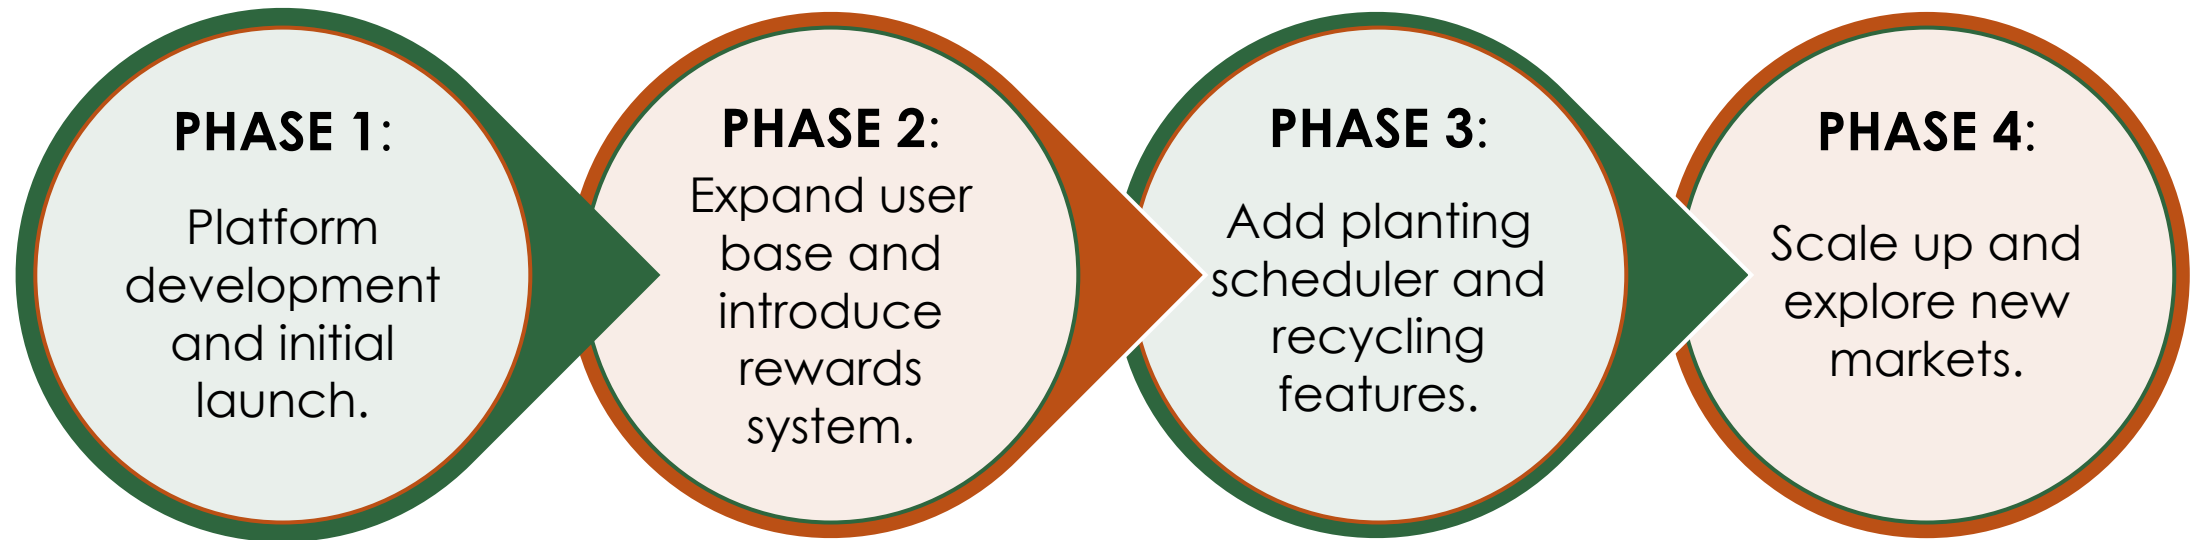 PHASE 1:
Platform
development
and initial
launch.
PHASE 2:
Expand user
base and
introduce
rewards
system.
PHASE 3:
Add planting
scheduler and
recycling
features.
PHASE 4:
Scale up and
explore new
markets.